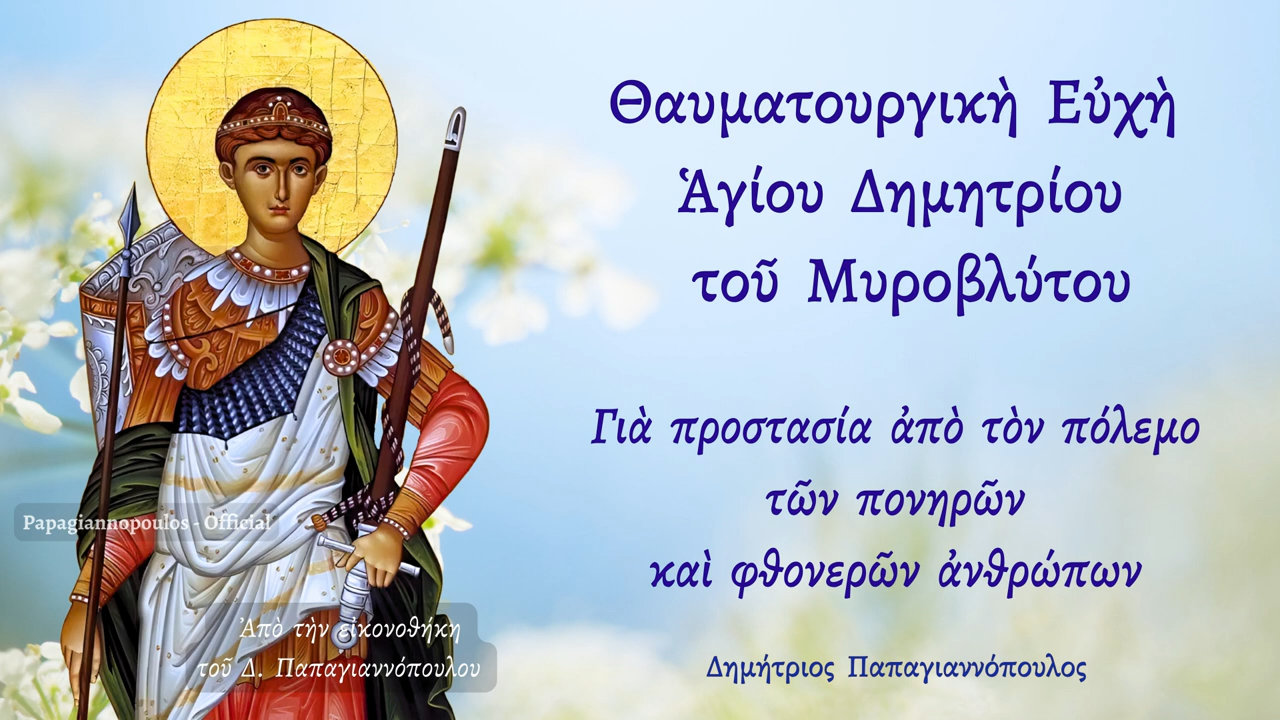 Θαυματουργικὴ Εὐχὴ
Ἁγίου Δημητρίου
τοῦ Μυροβλύτου
Γιὰ προστασία ἀπὸ τὸν πόλεμο
τῶν πονηρῶν
καὶ φθονερῶν ἀνθρώπων
Δημήτριος Παπαγιαννόπουλος
Papagiannopoulos - Official
Ἀπὸ τὴν εἰκονοθήκη
τοῦ Δ. Παπαγιαννόπουλου